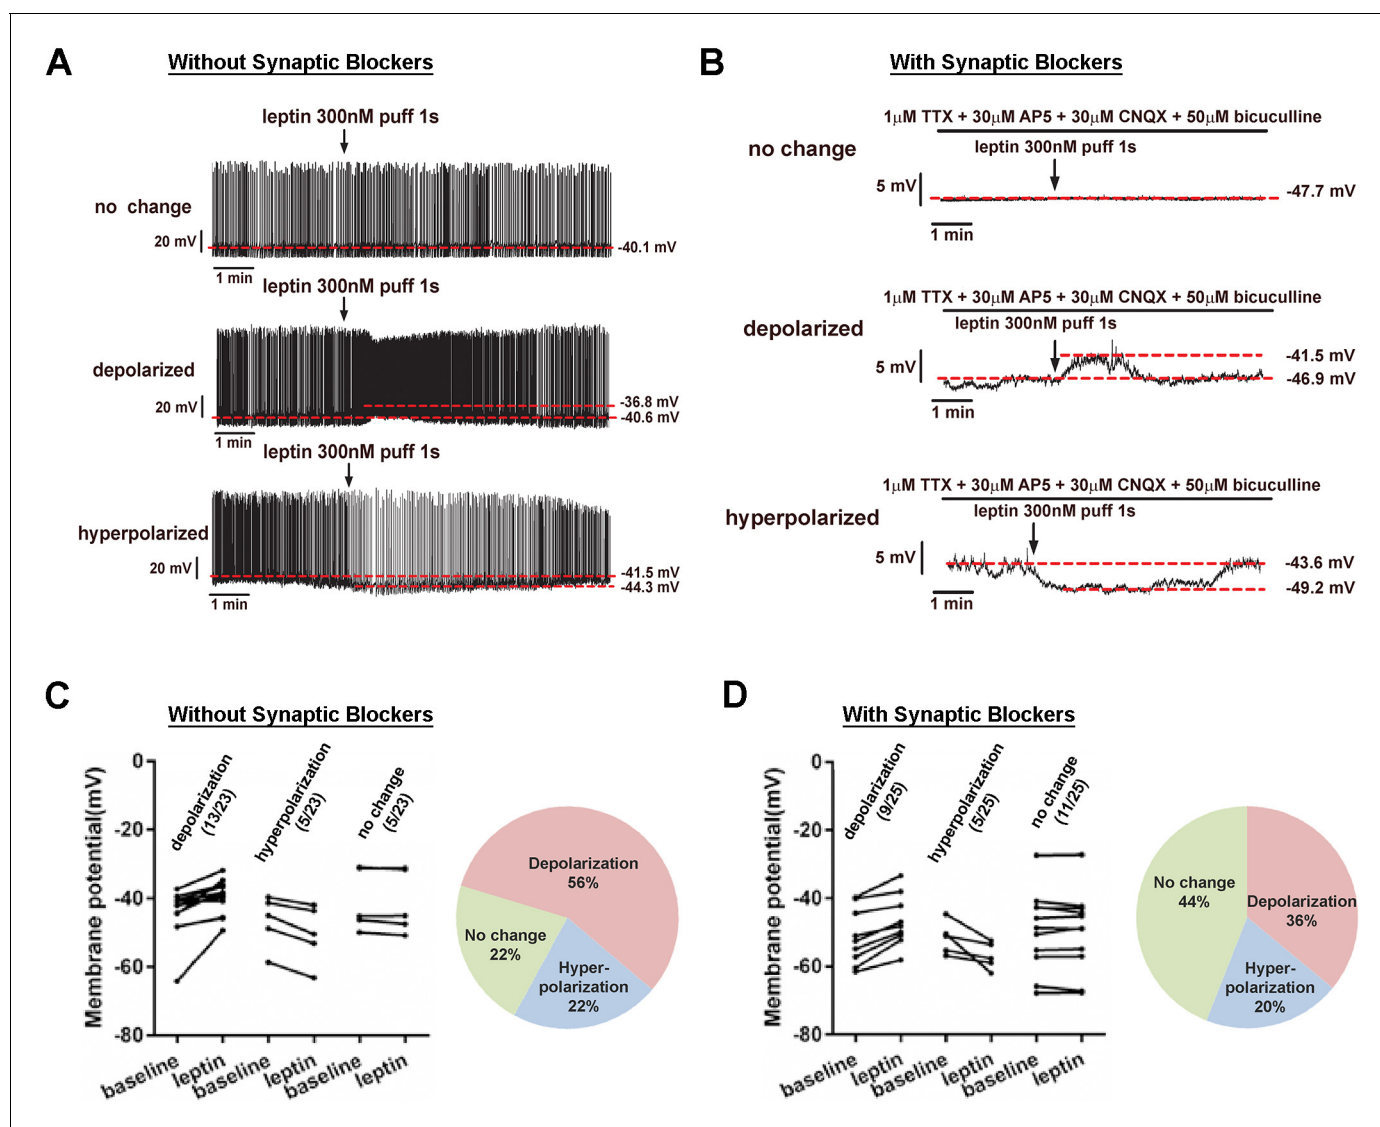 A
Without Synaptic Blockers
leptin 300nM puff 1s
no change
20 mV
-40.1 mV
1 min
leptin 300nM puff 1s
depolarized
20 mV
-36.8 mV
-40.6 mV
1 min
leptin 300nM puff 1s
hyperpolarized
20 mV
-41.5 mV
-44.3 mV
1 min
B
With Synaptic Blockers
1μM TTX + 30μM AP5 + 30μM CNQX + 50μM bicuculline
no change
leptin 300nM puff 1s
5 mV
-47.7 mV
1 min
1μM TTX + 30μM AP5 + 30μM CNQX + 50μM bicuculline
depolarized
leptin 300nM puff 1s
5 mV
-41.5 mV
-46.9 mV
1 min
1μM TTX + 30μM AP5 + 30μM CNQX + 50μM bicuculline
hyperpolarized
leptin 300nM puff 1s
5 mV
-43.6 mV
-49.2 mV
1 min
C
Without Synaptic Blockers
Membrane potential(mV)
0
-20
-40
-60
-80
depolarization
(13/23)
hyperpolarization
(5/23)
no change
(5/23)
baseline
leptin
baseline
leptin
baseline
leptin
Depolarization
56%
No change
22%
Hyper-
polarization
22%
D
With Synaptic Blockers
Membrane potential(mV)
0
-20
-40
-60
-80
depolarization
(9/25)
hyperpolarization
(5/25)
no change
(11/25)
baseline
leptin
baseline
leptin
baseline
leptin
No change
44%
Depolarization
36%
Hyper-
polarization
20%